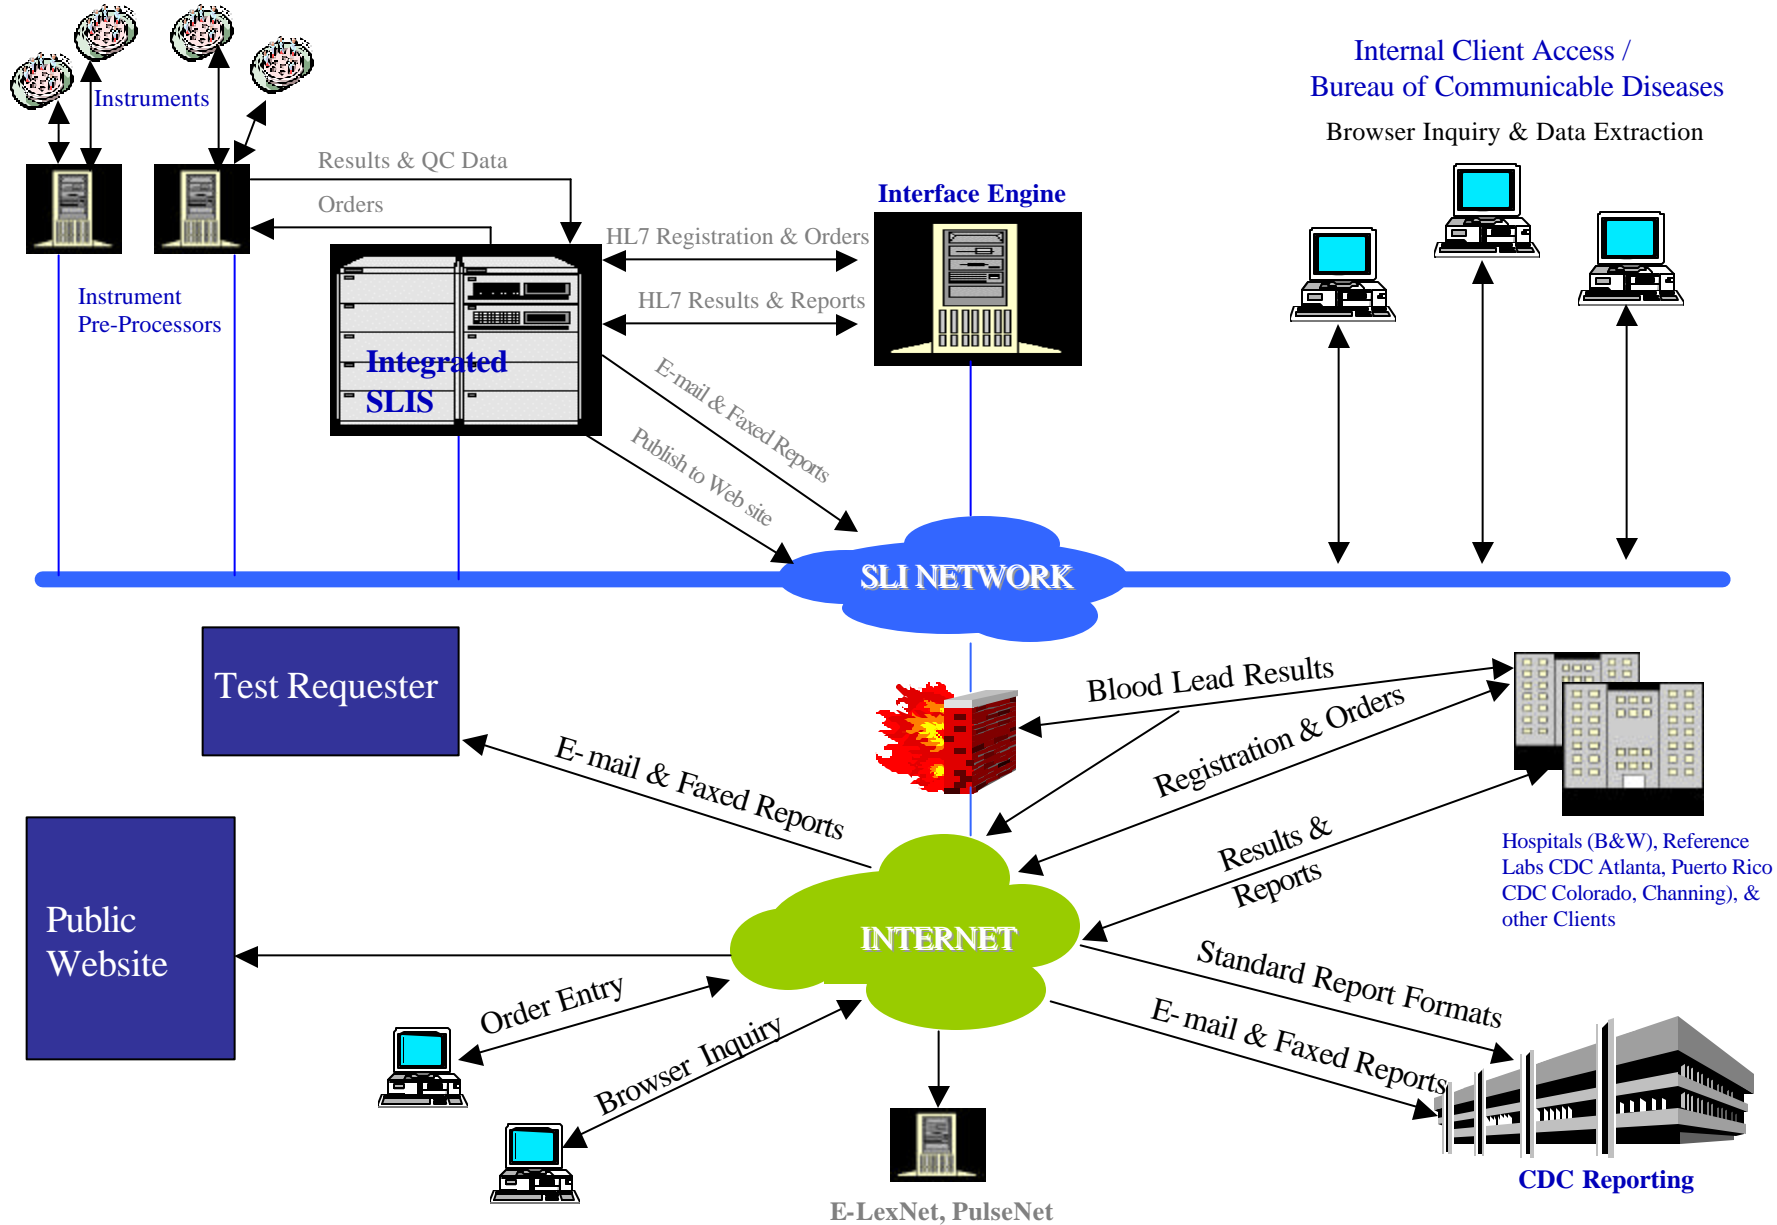 Internal Client Access /
Bureau of Communicable Diseases
Browser Inquiry & Data Extraction
Instruments
Results & QC Data
Orders
Interface Engine
HL7 Registration & Orders
HL7 Results & Reports
Instrument
Pre-Processors
Integrated
SLIS
E-mail & Faxed Reports
Publish to Web site
SLI NETWORK
Test Requester
Blood Lead Results
Registration & Orders
E-mail & Faxed Reports
Results &
Reports
Hospitals (B&W), Reference
Labs CDC Atlanta, Puerto Rico
CDC Colorado, Channing), &
other Clients
Public
Website
INTERNET
Standard Report Formats
E-mail & Faxed Reports
Order Entry
Browser Inquiry
CDC Reporting
E-LexNet, PulseNet